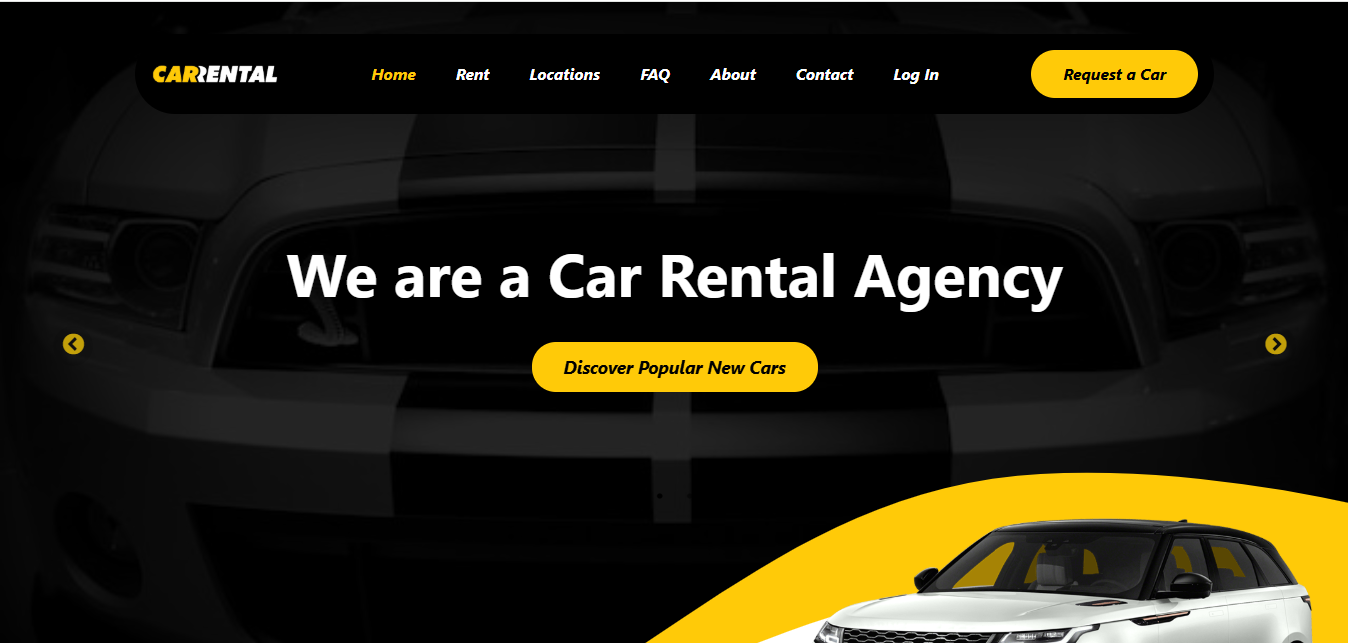 CARRENTAL
Home Rent Locations FAQ About Contact Log In
Request a Car
We are a Car Rental Agency
Discover Popular New Cars